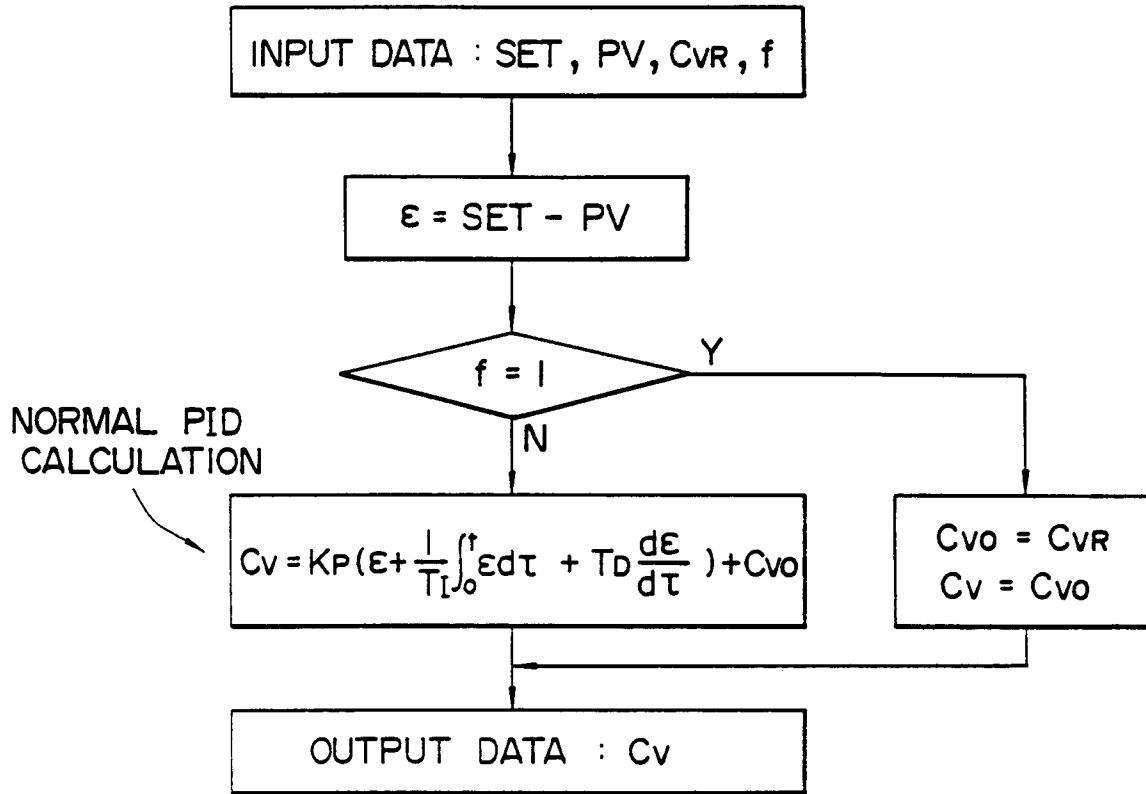 INPUT DATA : SET, PV, CVR, f
ε = SET - PV
f = 1
Y
N
NORMAL PID
CALCULATION
Cv = KP(ε + 1/TI ∫₀ᵗ εdτ + TD dε/dτ) + Cvo
Cvo = CVR
Cv = Cvo
OUTPUT DATA : Cv